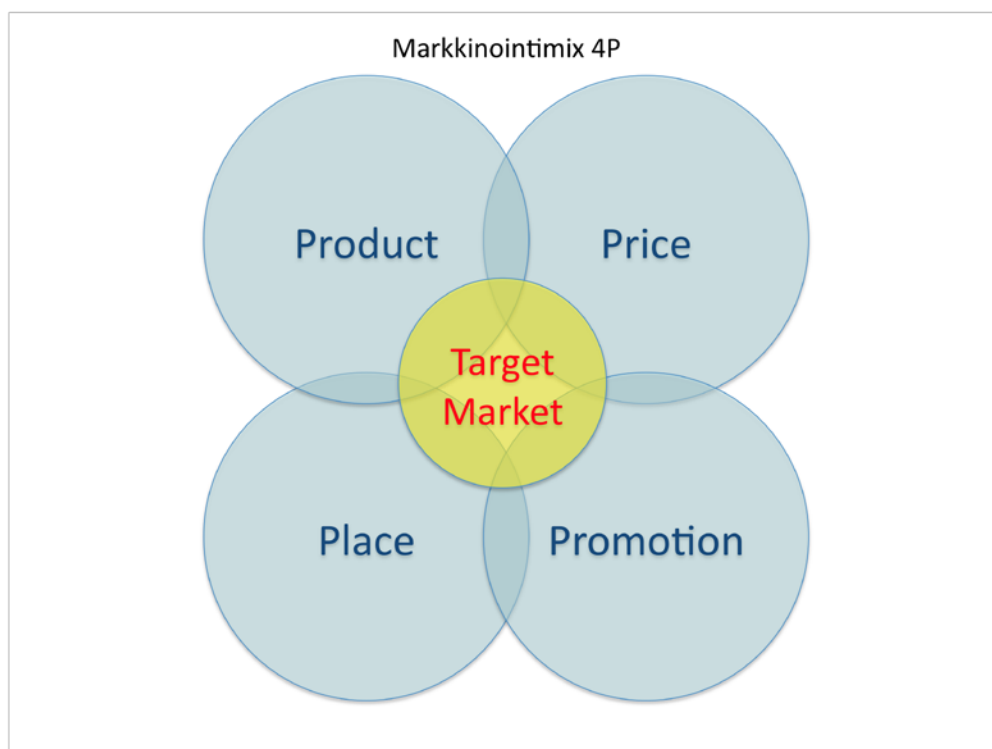 Markkinointimix 4P
Product
Price
Target
Market
Place
Promotion